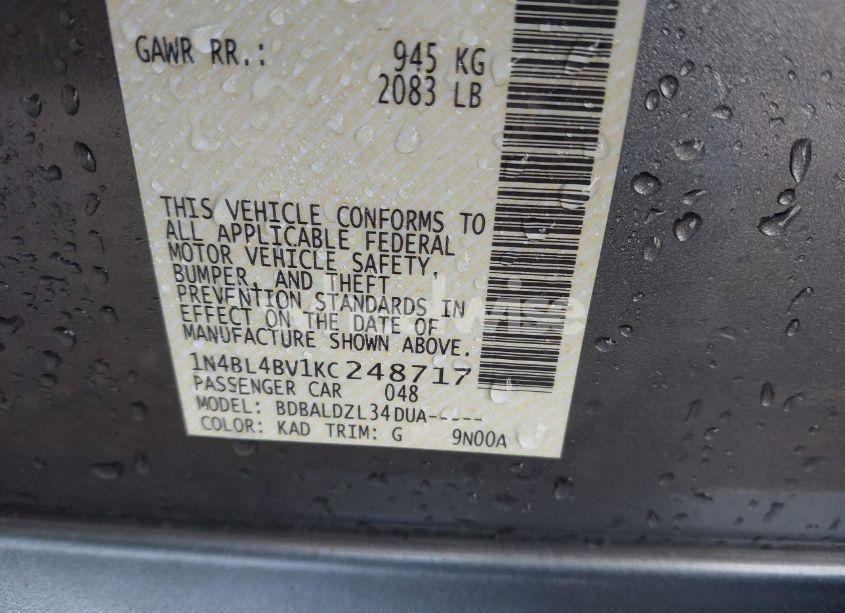 GAWR RR.: 945 KG
2083 LB
THIS VEHICLE CONFORMS TO
ALL APPLICABLE FEDERAL
MOTOR VEHICLE SAFETY,
BUMPER, AND THEFT
PREVENTION STANDARDS IN
EFFECT ON THE DATE OF
MANUFACTURE SHOWN ABOVE.
1N4BL4BV1KC248717
PASSENGER CAR 048
MODEL: BDBALDZL34DUA-----
COLOR: KAD TRIM: G 9N00A